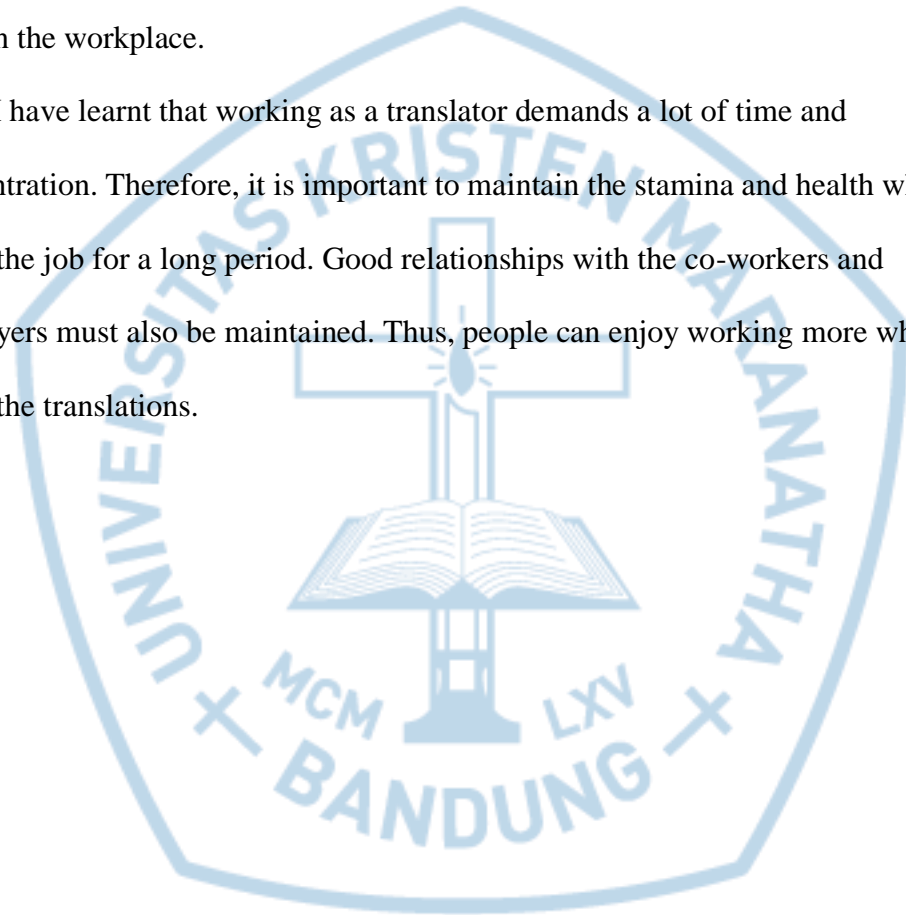 n the workplace.
I have learnt that working as a translator demands a lot of time and
ntration. Therefore, it is important to maintain the stamina and health w
the job for a long period. Good relationships with the co-workers and
yers must also be maintained. Thus, people can enjoy working more wh
the translations.
UNIVERSITAS KRISTEN MARANATHA
MCM LXV
BANDUNG